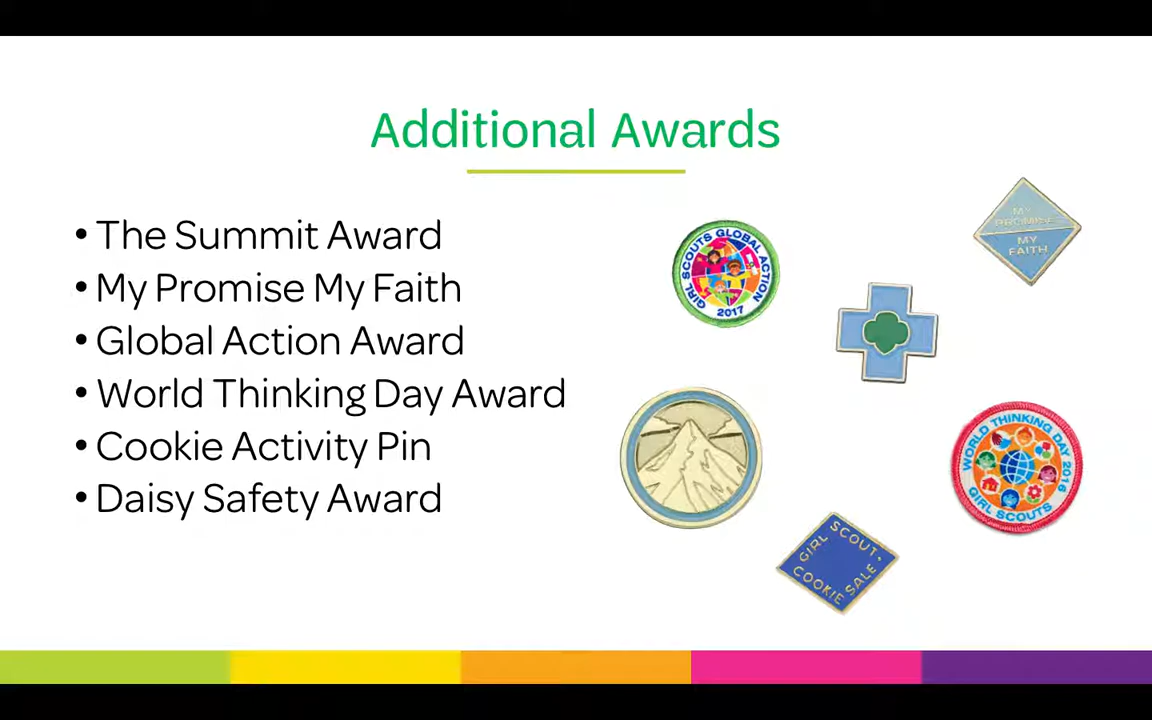 Additional Awards
• The Summit Award
• My Promise My Faith
• Global Action Award
• World Thinking Day Award
• Cookie Activity Pin
• Daisy Safety Award
GIRL SCOUTS GLOBAL ACTION
2017
MY
PROMISE
MY
FAITH
WORLD THINKING DAY 2016
GIRL SCOUTS
GIRL SCOUT
COOKIE SALE